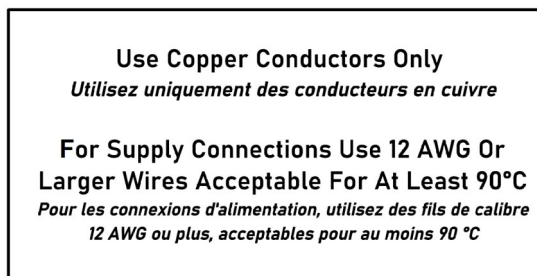 Use Copper Conductors Only
Utilisez uniquement des conducteurs en cuivre
For Supply Connections Use 12 AWG Or
Larger Wires Acceptable For At Least 90°C
Pour les connexions d'alimentation, utilisez des fils de calibre
12 AWG ou plus, acceptables pour au moins 90 °C